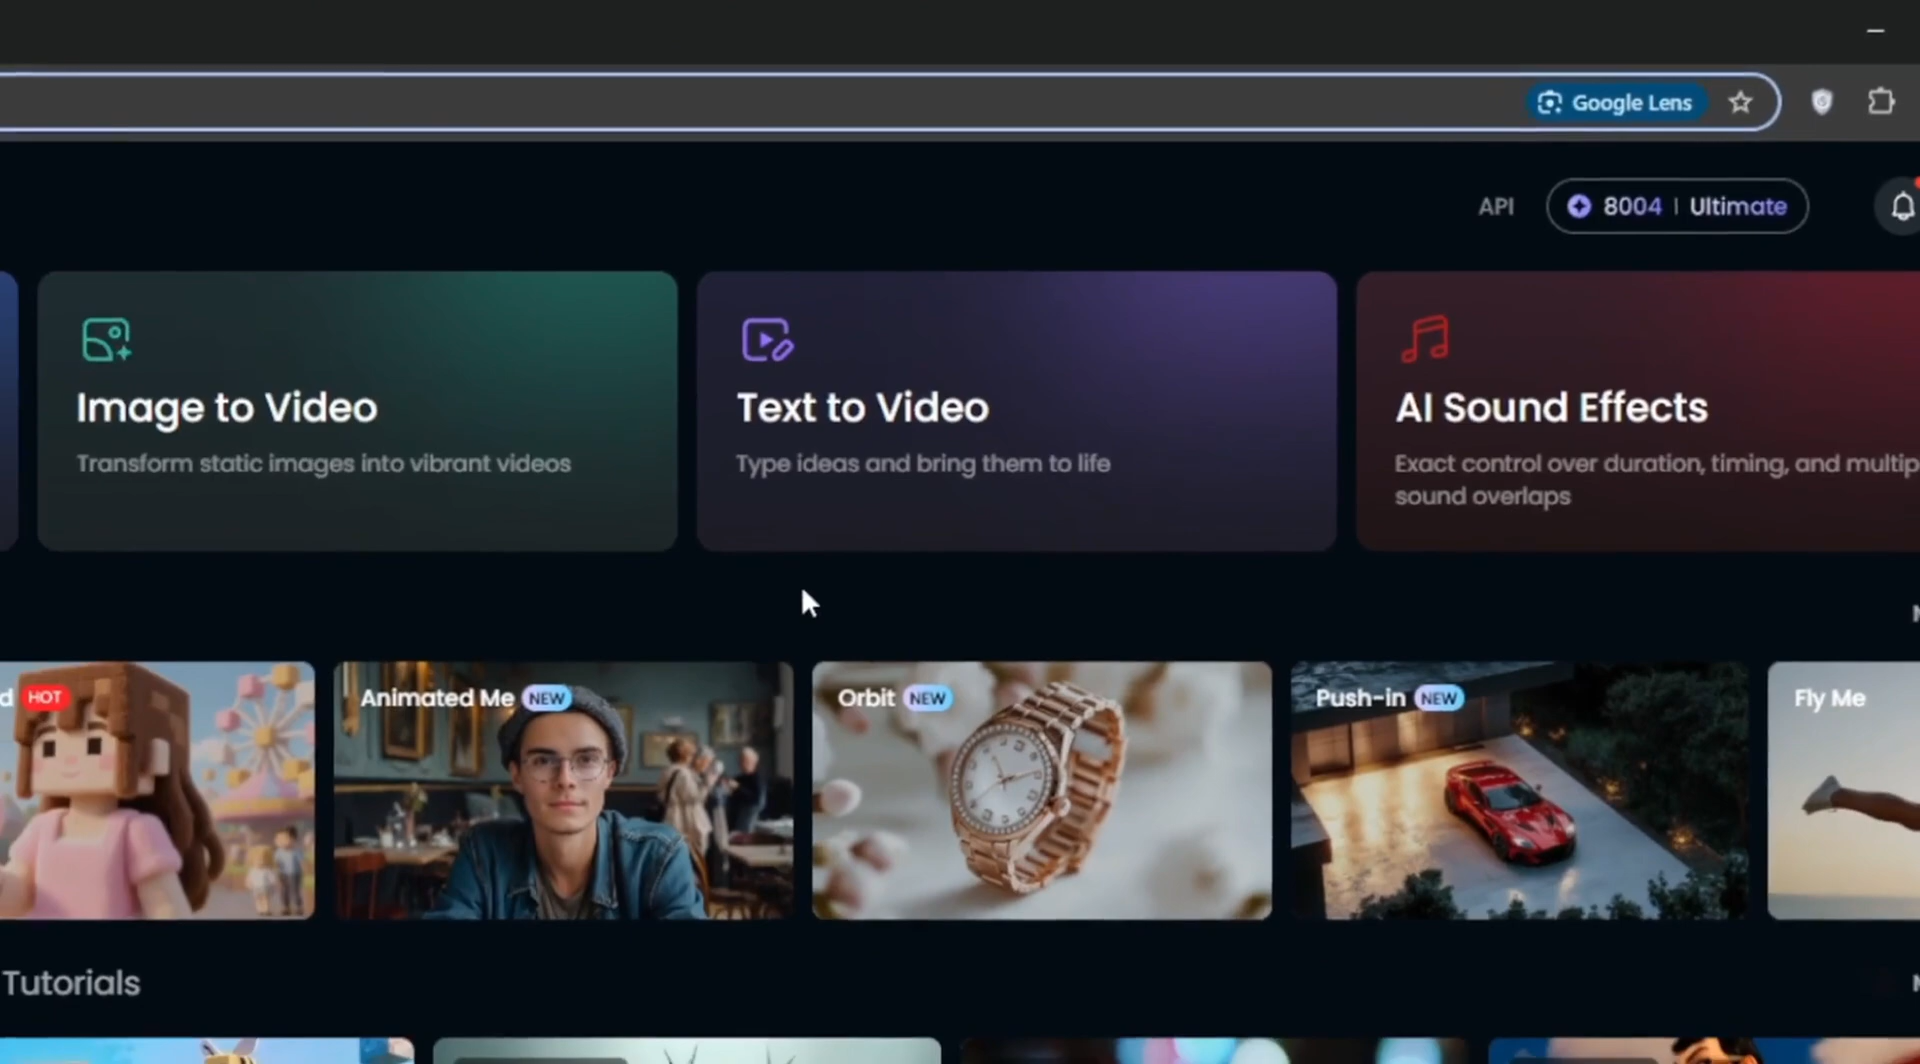 Google Lens
API
8004 | Ultimate
Image to Video
Transform static images into vibrant videos
Text to Video
Type ideas and bring them to life
AI Sound Effects
Exact control over duration, timing, and multip
sound overlaps
d HOT
Animated Me NEW
Orbit NEW
Push-in NEW
Fly Me
Tutorials